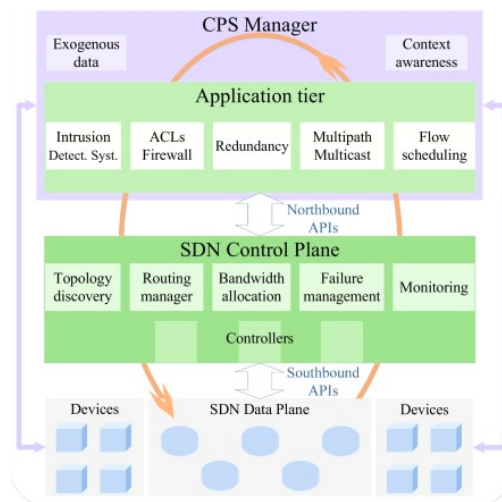 CPS Manager
Exogenous
data
Context
awareness
Application tier
Intrusion
Detect. Syst.
ACLs
Firewall
Redundancy
Multipath
Multicast
Flow
scheduling
Northbound
APIs
SDN Control Plane
Topology
discovery
Routing
manager
Bandwidth
allocation
Failure
management
Monitoring
Controllers
Southbound
APIs
Devices
SDN Data Plane
Devices